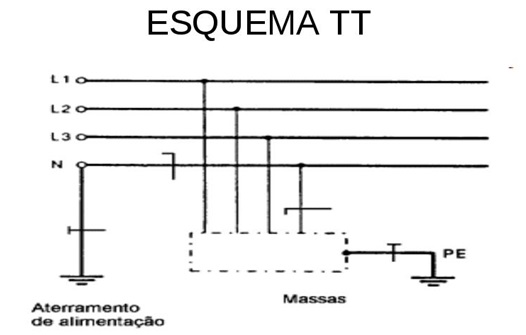 ESQUEMA TT
L1
L2
L3
N
PE
Massas
Aterramento
de alimentação